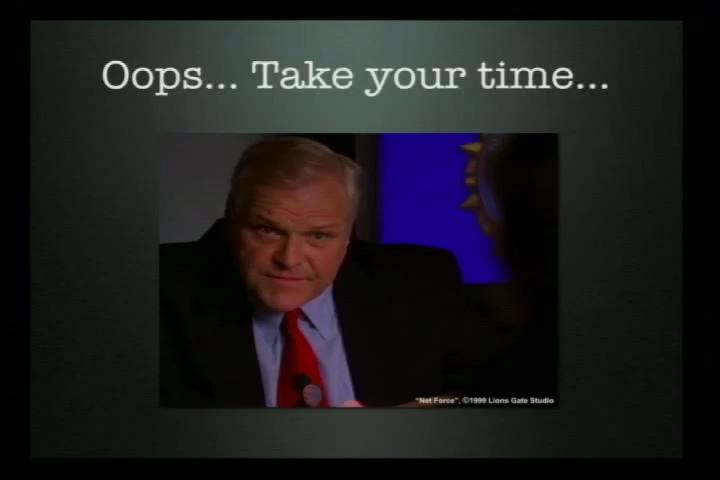 Oops... Take your time...
"Net Force", ©1999 Lions Gate Studio